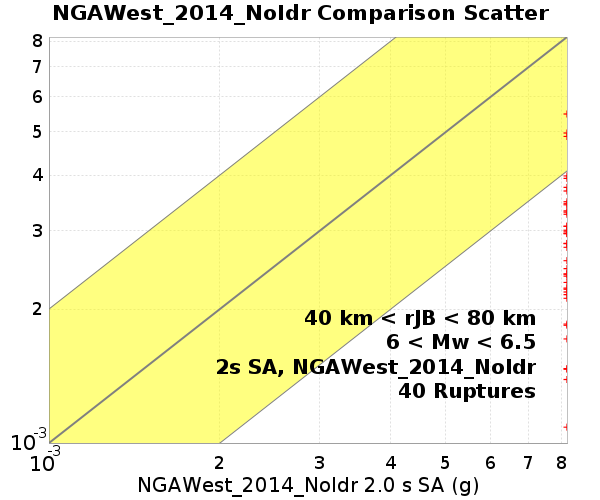 NGAWest_2014_NoIdr Comparison Scatter
8
7
6
5
4
3
2
10-3
40 km < rJB < 80 km
6 < Mw < 6.5
2s SA, NGAWest_2014_NoIdr
40 Ruptures
10-3 2 3 4 5 6 7 8
NGAWest_2014_NoIdr 2.0 s SA (g)